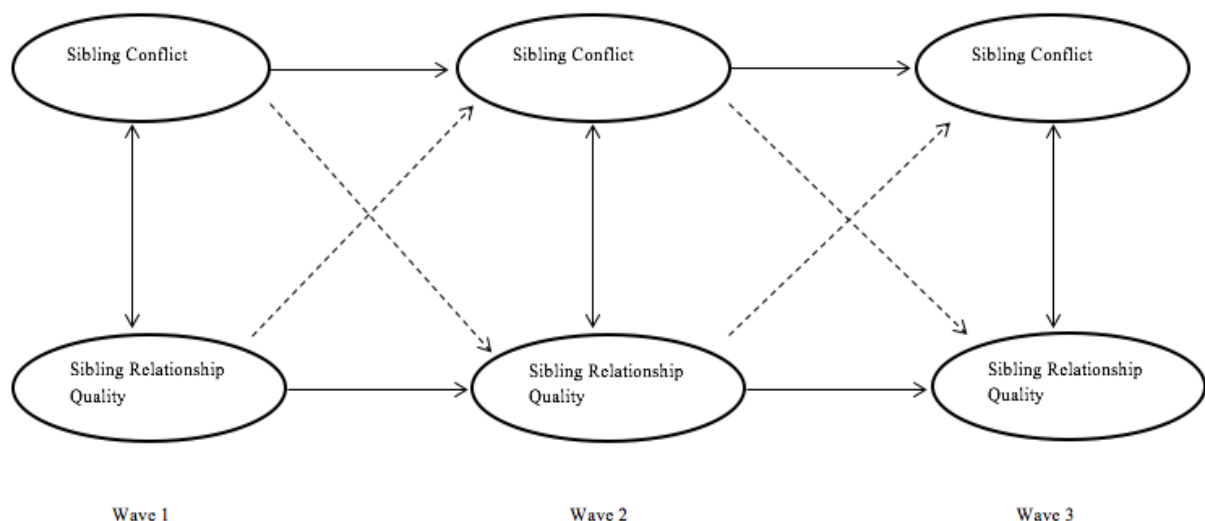 Sibling Conflict
Sibling Conflict
Sibling Conflict
Sibling Relationship
Quality
Sibling Relationship
Quality
Sibling Relationship
Quality
Wave 1
Wave 2
Wave 3